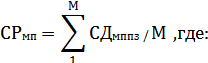 СРмп = ∑ М 1 СДмппз / М ,где: